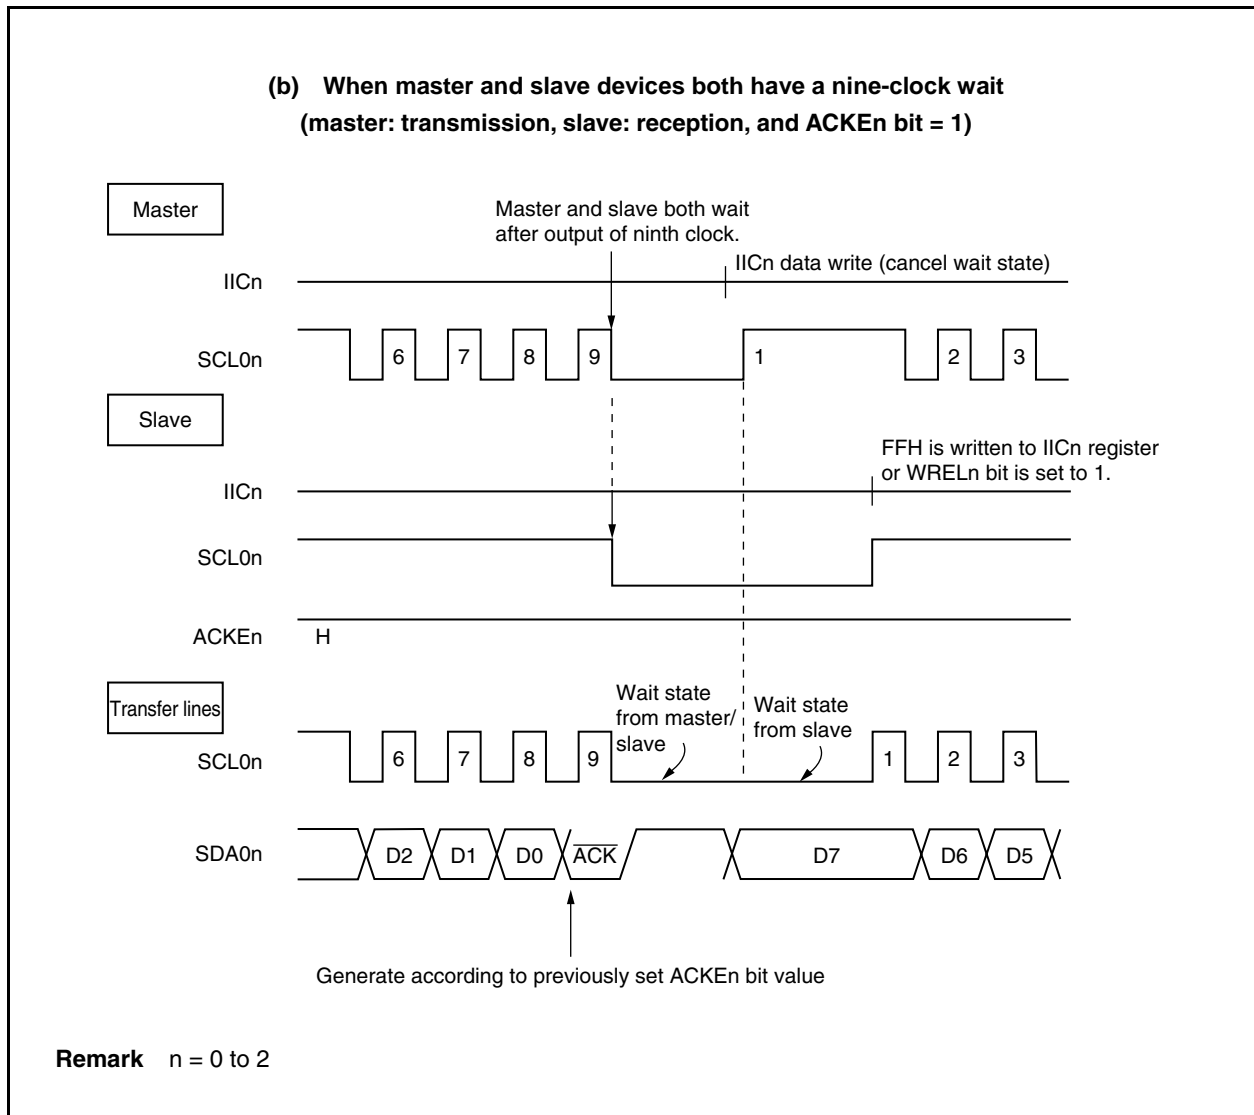 (b) When master and slave devices both have a nine-clock wait
(master: transmission, slave: reception, and ACKEn bit = 1)
Master
Master and slave both wait
after output of ninth clock.
IICn data write (cancel wait state)
IICn
SCL0n
6 7 8 9 1 2 3
Slave
FFH is written to IICn register
or WRELn bit is set to 1.
IICn
SCL0n
ACKEn H
Transfer lines
Wait state
from master/
slave
Wait state
from slave
SCL0n
6 7 8 9 1 2 3
SDA0n
D2 D1 D0 ACK D7 D6 D5
Generate according to previously set ACKEn bit value
Remark n = 0 to 2